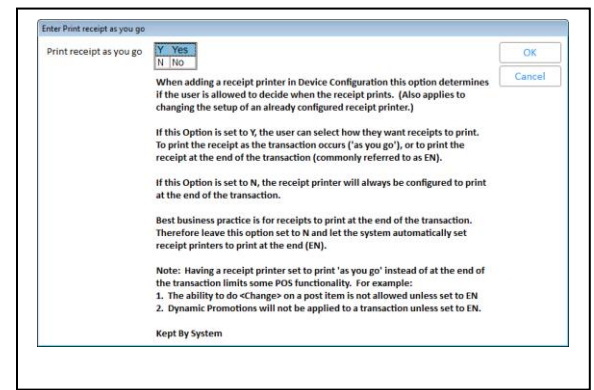 Enter Print receipt as you go
Print receipt as you go
Y Yes
N No
OK
Cancel
When adding a receipt printer in Device Configuration this option determines
if the user is allowed to decide when the receipt prints. (Also applies to
changing the setup of an already configured receipt printer.)
If this Option is set to Y, the user can select how they want receipts to print.
To print the receipt as the transaction occurs ('as you go'), or to print the
receipt at the end of the transaction (commonly referred to as EN).
If this Option is set to N, the receipt printer will always be configured to print
at the end of the transaction.
Best business practice is for receipts to print at the end of the transaction.
Therefore leave this option set to N and let the system automatically set
receipt printers to print at the end (EN).
Note: Having a receipt printer set to print 'as you go' instead of at the end of
the transaction limits some POS functionality. For example:
1. The ability to do <Change> on a post item is not allowed unless set to EN
2. Dynamic Promotions will not be applied to a transaction unless set to EN.
Kept By System